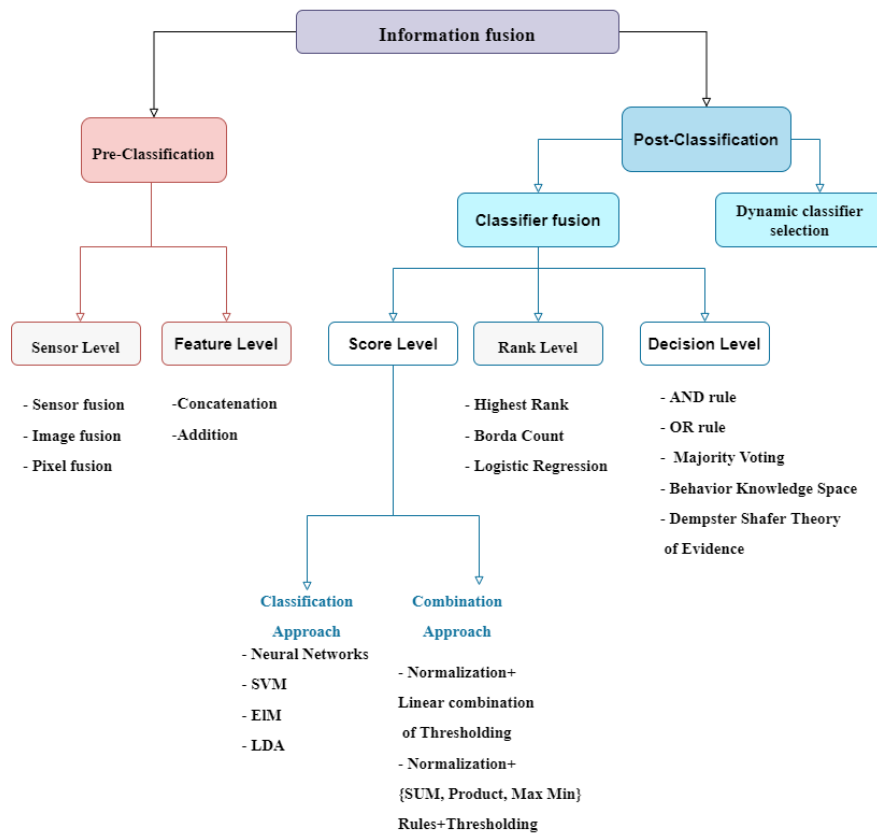 Information fusion
Pre-Classification
Post-Classification
Classifier fusion
Dynamic classifier
selection
Sensor Level
Feature Level
Score Level
Rank Level
Decision Level
- Sensor fusion
- Image fusion
- Pixel fusion
-Concatenation
-Addition
- Highest Rank
- Borda Count
- Logistic Regression
- AND rule
- OR rule
- Majority Voting
- Behavior Knowledge Space
- Dempster Shafer Theory
of Evidence
Classification
Approach
- Neural Networks
- SVM
- ElM
- LDA
Combination
Approach
- Normalization+
Linear combination
of Thresholding
- Normalization+
{SUM, Product, Max Min}
Rules+Thresholding